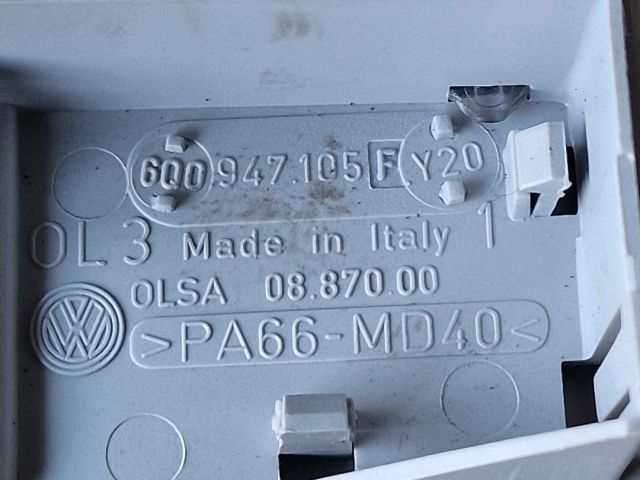 6Q0.947.105 F Y20
OL 3 Made in Italy 1
OLSA 08.870.00
>PA66-MD40<